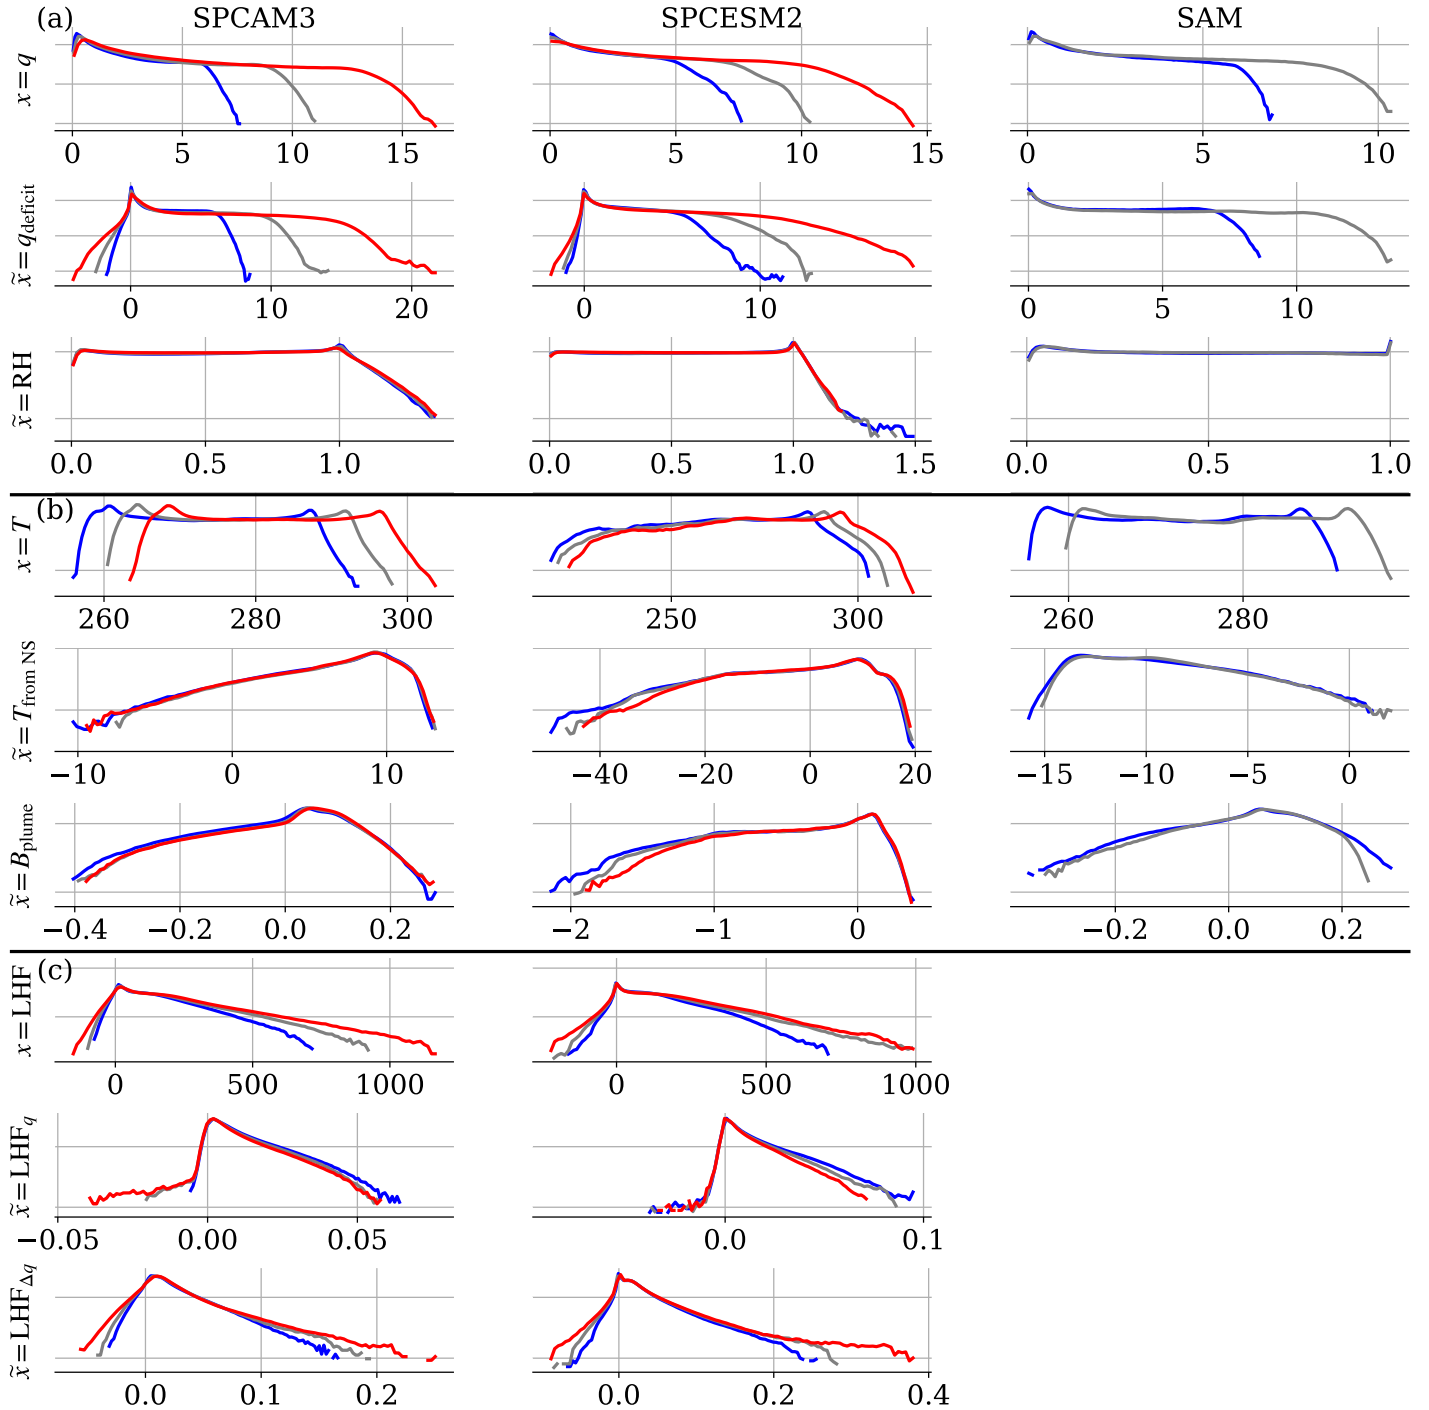 (a) SPCAM3 SPCESM2 SAM
x = q
0 5 10 15 0 5 10 15 0 5 10
x̃ = q_deficit
0 10 20 0 10 0 5 10
x̃ = RH
0.0 0.5 1.0 0.0 0.5 1.0 1.5 0.0 0.5 1.0
(b)
x = T
260 280 300 250 300 260 280
x̃ = T_from NS
−10 0 10 −40 −20 0 20 −15 −10 −5 0
x̃ = B_plume
−0.4 −0.2 0.0 0.2 −2 −1 0 −0.2 0.0 0.2
(c)
x = LHF
0 500 1000 0 500 1000
x̃ = LHF_q
−0.05 0.00 0.05 0.0 0.1
x̃ = LHF_Δq
0.0 0.1 0.2 0.0 0.2 0.4